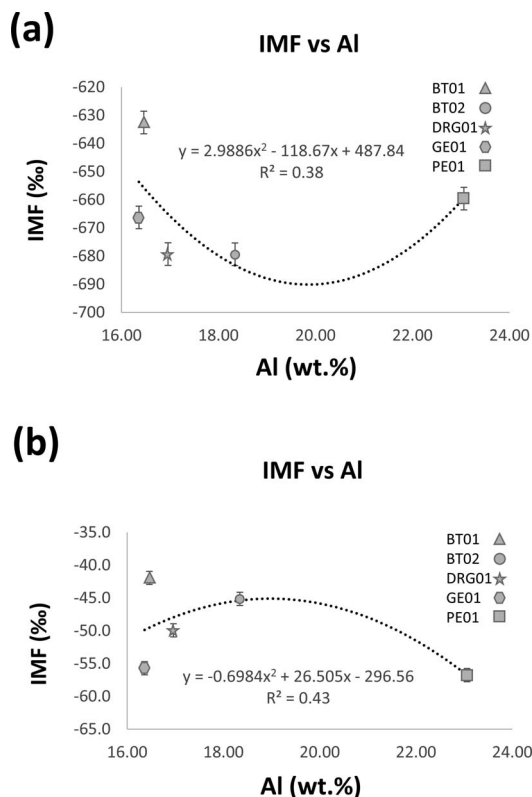 (a)
IMF vs Al
-620
-630
-640
-650
-660
-670
-680
-690
-700
IMF (‰)
BT01
BT02
DRG01
GE01
PE01
y = 2.9886x² - 118.67x + 487.84
R² = 0.38
16.00 18.00 20.00 22.00 24.00
Al (wt.%)
(b)
IMF vs Al
-35.0
-40.0
-45.0
-50.0
-55.0
-60.0
-65.0
IMF (‰)
BT01
BT02
DRG01
GE01
PE01
y = -0.6984x² + 26.505x - 296.56
R² = 0.43
16.00 18.00 20.00 22.00 24.00
Al (wt.%)